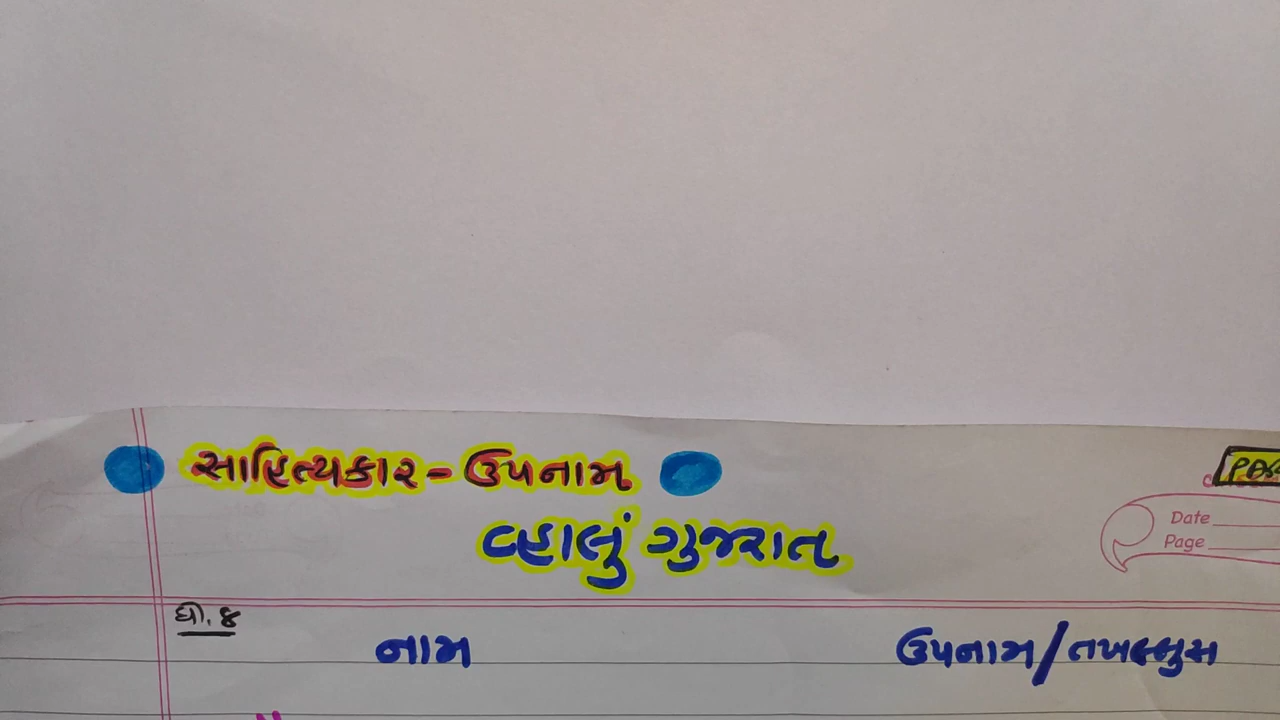 સાહિત્યકાર - ઉપનામ
વ્હાલું ગુજરાત
Date
Page
ધો. ૪
નામ
ઉપનામ/તખલ્લુસ